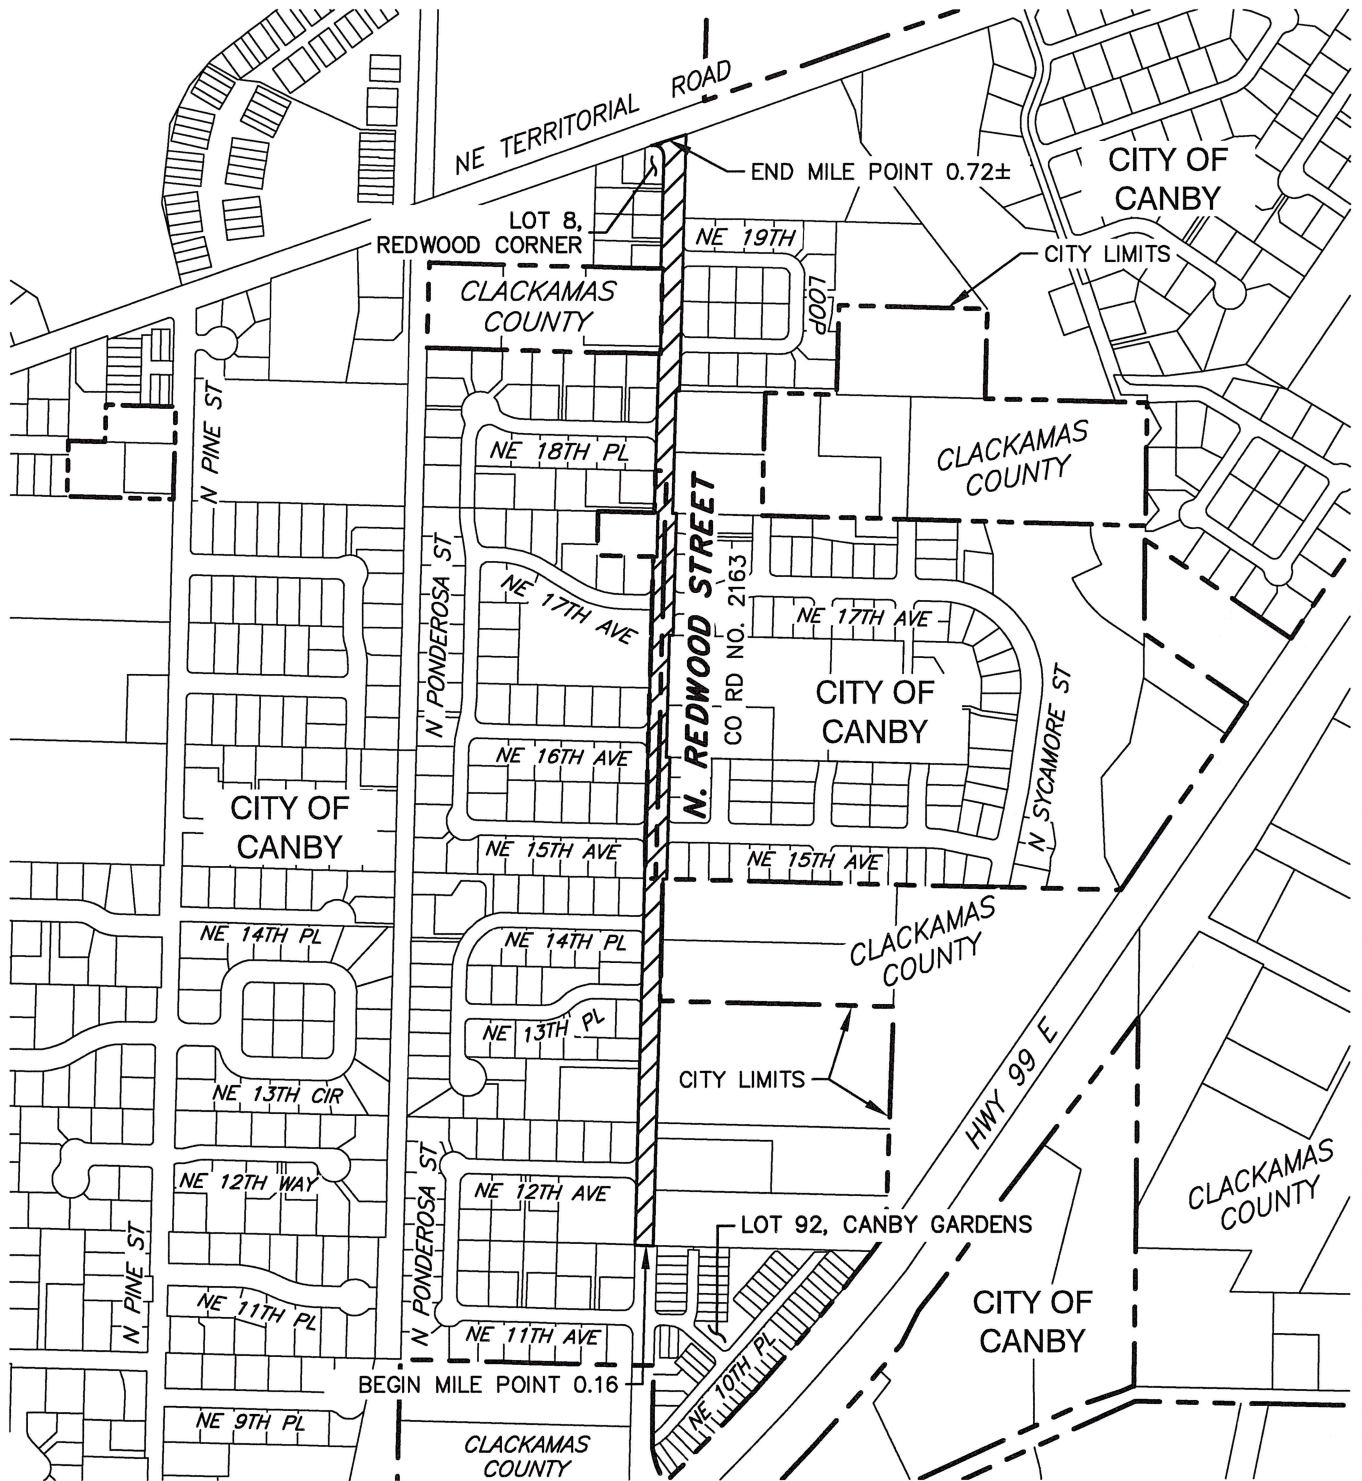 NE TERRITORIAL ROAD
END MILE POINT 0.72±
CITY OF
CANBY
LOT 8,
REDWOOD CORNER
NE 19TH
LOOP
CITY LIMITS
CLACKAMAS
COUNTY
N PINE ST
NE 18TH PL
CLACKAMAS
COUNTY
N. REDWOOD STREET
CO RD NO. 2163
N PONDEROSA ST
NE 17TH AVE
NE 17TH AVE
CITY OF
CANBY
N SYCAMORE ST
NE 16TH AVE
CITY OF
CANBY
NE 15TH AVE
NE 15TH AVE
CLACKAMAS
COUNTY
NE 14TH PL
NE 14TH PL
NE 13TH PL
CITY LIMITS
HWY 99 E
NE 13TH CIR
CLACKAMAS
COUNTY
NE 12TH WAY
N PONDEROSA ST
NE 12TH AVE
LOT 92, CANBY GARDENS
N PINE ST
NE 11TH PL
NE 11TH AVE
CITY OF
CANBY
BEGIN MILE POINT 0.16
NE 10TH PL
NE 9TH PL
CLACKAMAS
COUNTY